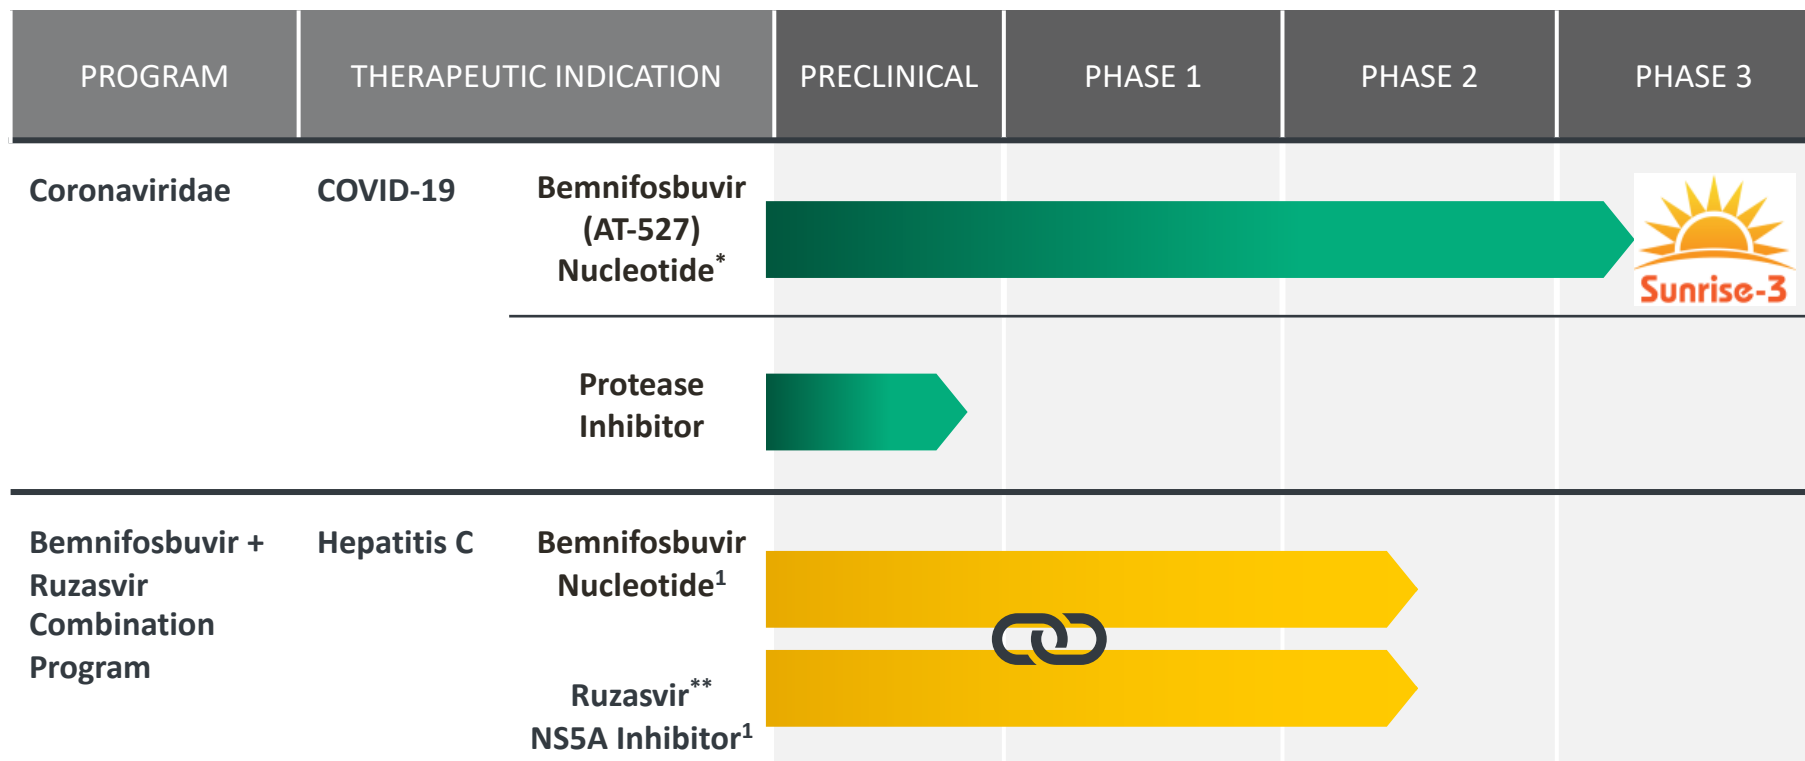 PROGRAM
THERAPEUTIC INDICATION
PRECLINICAL
PHASE 1
PHASE 2
PHASE 3
Coronaviridae
COVID-19
Bemnifosbuvir
(AT-527)
Nucleotide*
Sunrise-3
Protease
Inhibitor
Bemnifosbuvir +
Ruzasvir
Combination
Program
Hepatitis C
Bemnifosbuvir
Nucleotide1
Ruzasvir**
NS5A Inhibitor1